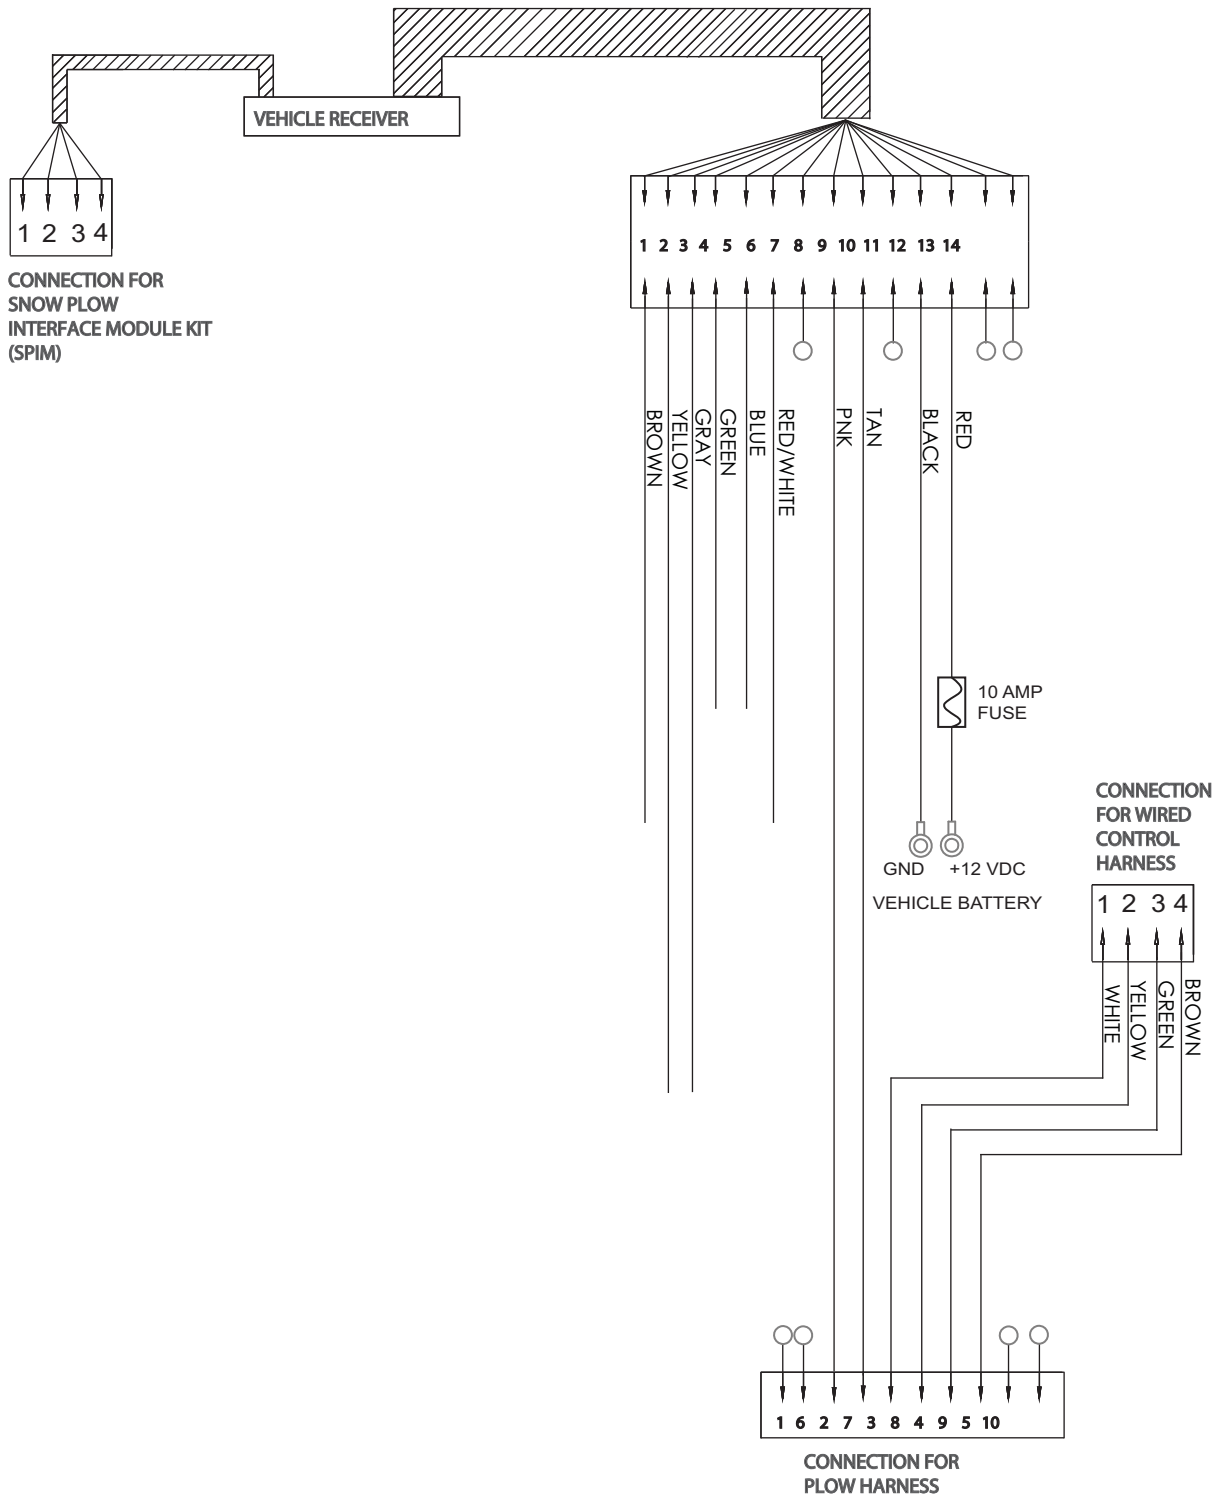 VEHICLE RECEIVER
1 2 3 4
CONNECTION FOR
SNOW PLOW
INTERFACE MODULE KIT
(SPIM)
1 2 3 4 5 6 7 8 9 10 11 12 13 14
BROWN
YELLOW
GRAY
GREEN
BLUE
RED/WHITE
PNK
TAN
BLACK
RED
10 AMP
FUSE
GND +12 VDC
VEHICLE BATTERY
CONNECTION
FOR WIRED
CONTROL
HARNESS
1 2 3 4
WHITE
YELLOW
GREEN
BROWN
1 6 2 7 3 8 4 9 5 10
CONNECTION FOR
PLOW HARNESS